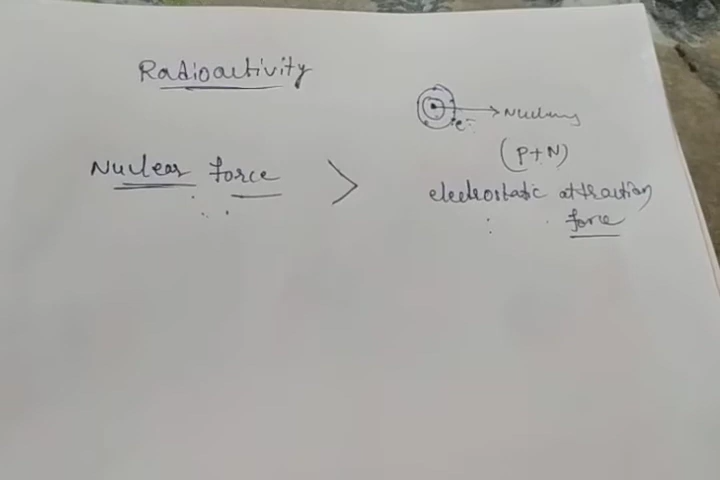 Radioactivity
→ Nucleus
e-
(P+N)
Nuclear force > electrostatic attraction
force